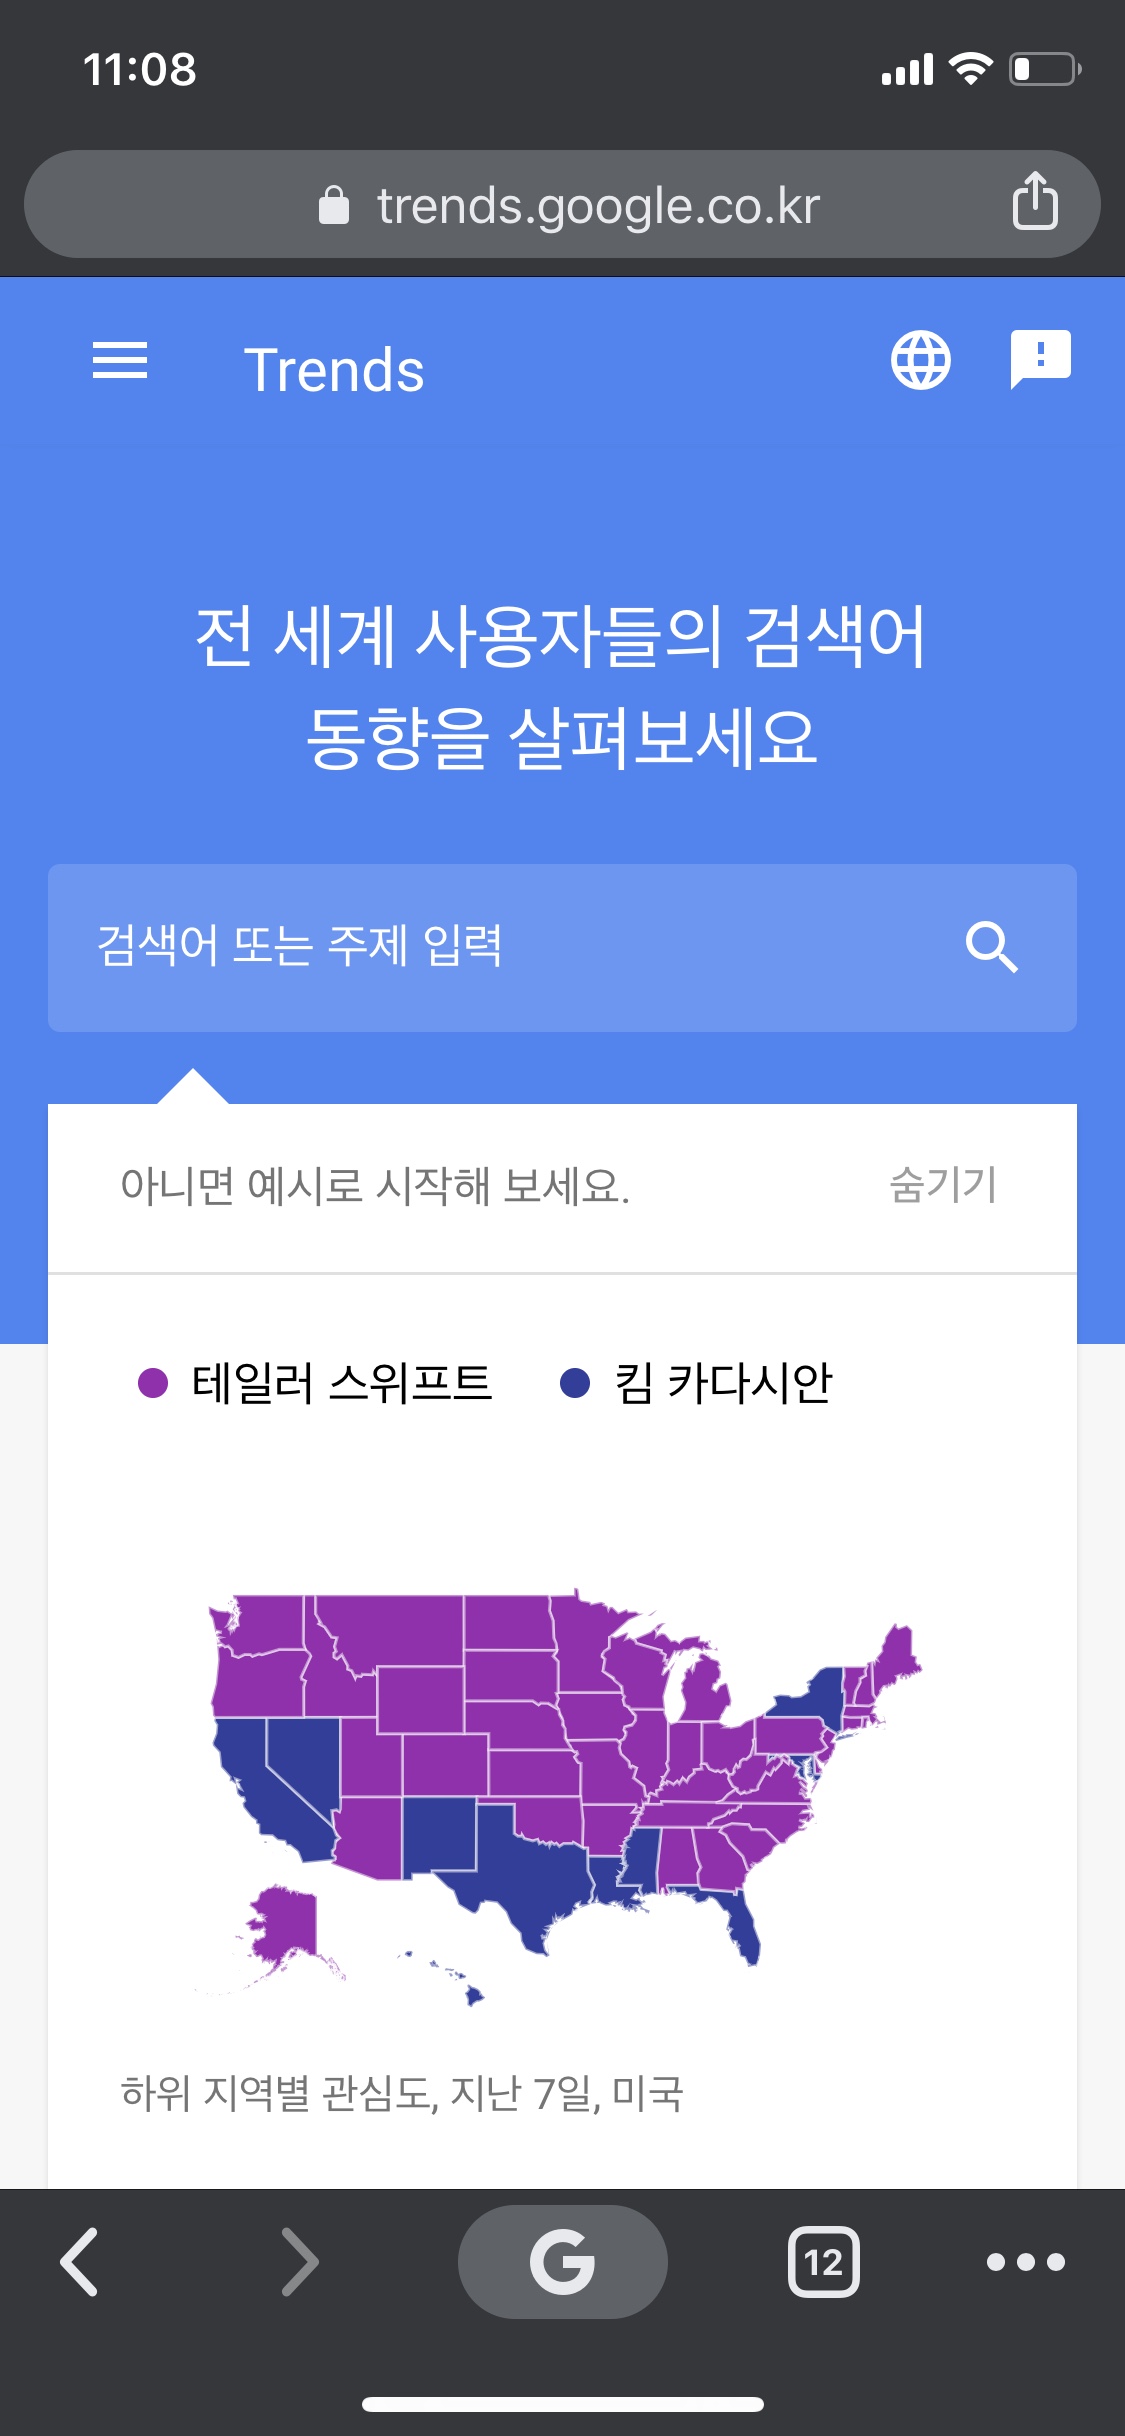 11:08
trends.google.co.kr
Trends
전 세계 사용자들의 검색어
동향을 살펴보세요
검색어 또는 주제 입력
아니면 예시로 시작해 보세요. 숨기기
테일러 스위프트 킴 카다시안
하위 지역별 관심도, 지난 7일, 미국
G 12